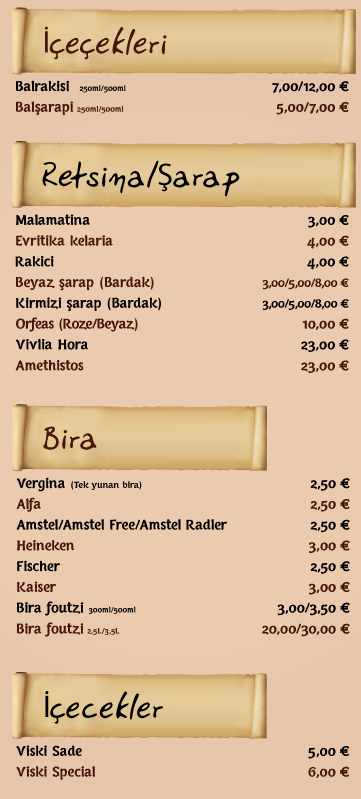 İçeçekleri
Balrakisi 250ml/500ml 7,00/12,00 €
Balşarapi 250ml/500ml 5,00/7,00 €
Retsina/Şarap
Malamatina 3,00 €
Evritika kelaria 4,00 €
Rakici 4,00 €
Beyaz şarap (Bardak) 3,00/5,00/8,00 €
Kirmizi şarap (Bardak) 3,00/5,00/8,00 €
Orfeas (Roze/Beyaz) 10,00 €
Vivlia Hora 23,00 €
Amethistos 23,00 €
Bira
Vergina (Tek yunan bira) 2,50 €
Alfa 2,50 €
Amstel/Amstel Free/Amstel Radler 2,50 €
Heineken 3,00 €
Fischer 2,50 €
Kaiser 3,00 €
Bira foutzi 300ml/500ml 3,00/3,50 €
Bira foutzi 2,5L/3,5L 20,00/30,00 €
İçecekler
Viski Sade 5,00 €
Viski Special 6,00 €